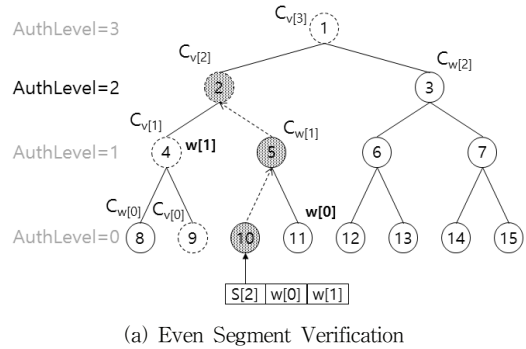 AuthLevel=3
C_v[3]
1
C_v[2]
C_w[2]
AuthLevel=2
2
3
C_v[1]
C_w[1]
AuthLevel=1
4
w[1]
5
6
7
C_w[0]
C_v[0]
w[0]
AuthLevel=0
8
9
10
11
12
13
14
15
S[2] w[0] w[1]
(a) Even Segment Verification